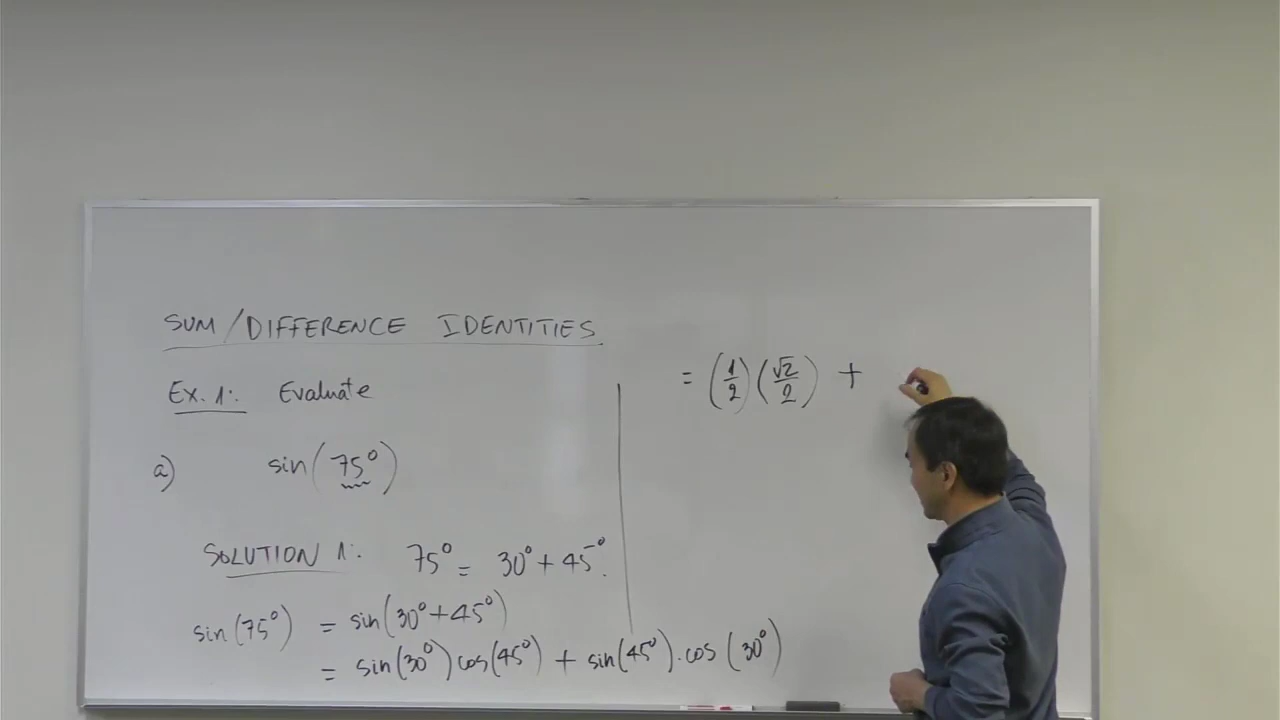 SUM/DIFFERENCE IDENTITIES
Ex. 1: Evaluate
a) sin(75°)
SOLUTION 1: 75° = 30° + 45°.
sin(75°) = sin(30°+45°)
= sin(30°)cos(45°) + sin(45°).cos(30°)
= (1/2)(√2/2) +